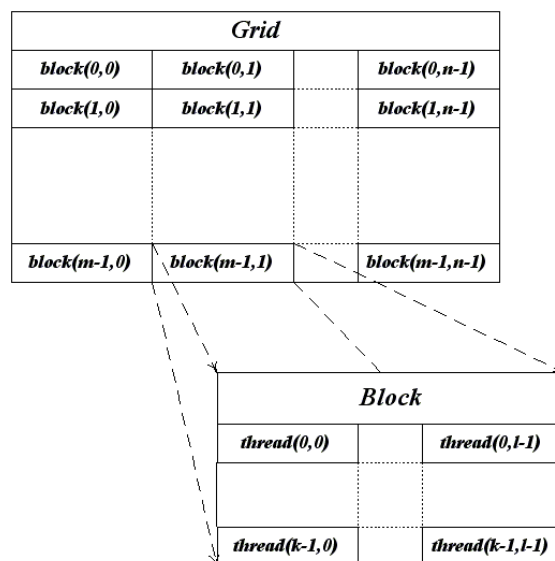 Grid
block(0,0) block(0,1) block(0,n-1)
block(1,0) block(1,1) block(1,n-1)
block(m-1,0) block(m-1,1) block(m-1,n-1)
Block
thread(0,0) thread(0,l-1)
thread(k-1,0) thread(k-1,l-1)